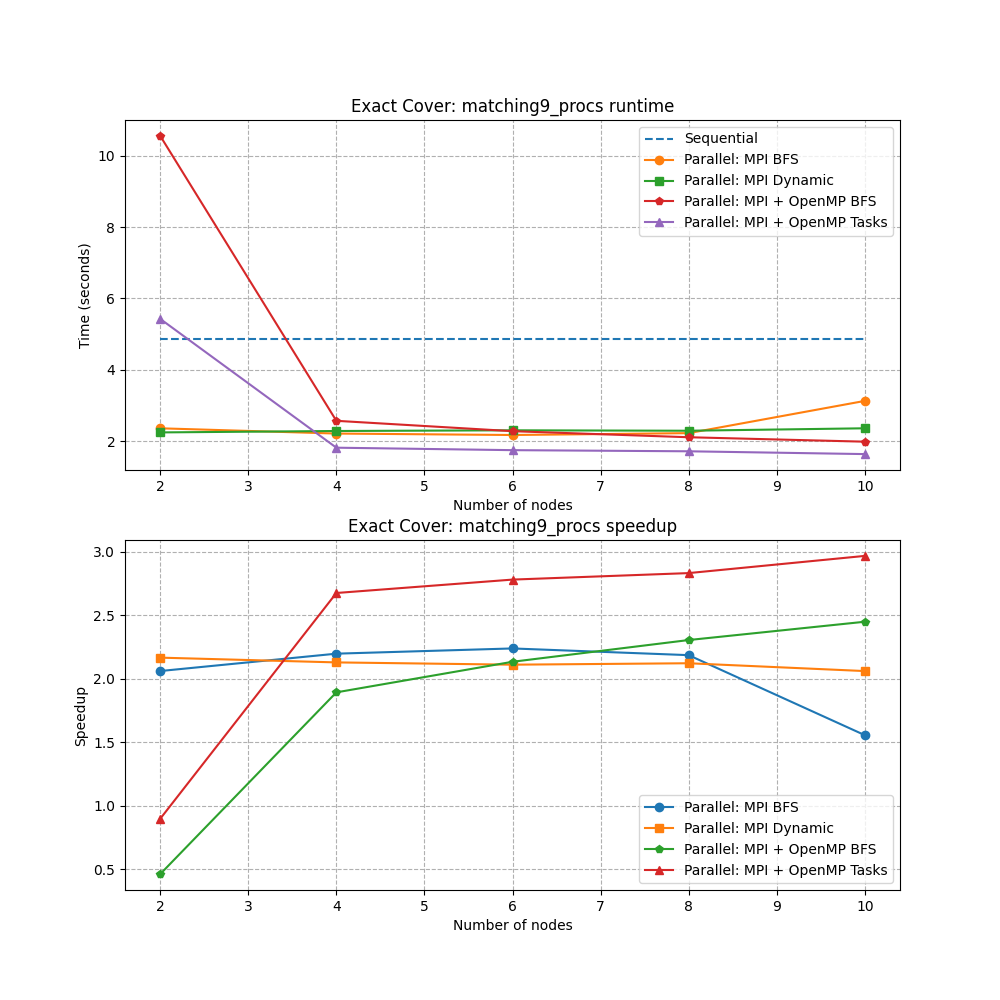 Exact Cover: matching9_procs runtime
10
8
6
4
2
Time (seconds)
Sequential
Parallel: MPI BFS
Parallel: MPI Dynamic
Parallel: MPI + OpenMP BFS
Parallel: MPI + OpenMP Tasks
2 3 4 5 6 7 8 9 10
Number of nodes
Exact Cover: matching9_procs speedup
3.0
2.5
2.0
1.5
1.0
0.5
Speedup
Parallel: MPI BFS
Parallel: MPI Dynamic
Parallel: MPI + OpenMP BFS
Parallel: MPI + OpenMP Tasks
2 3 4 5 6 7 8 9 10
Number of nodes